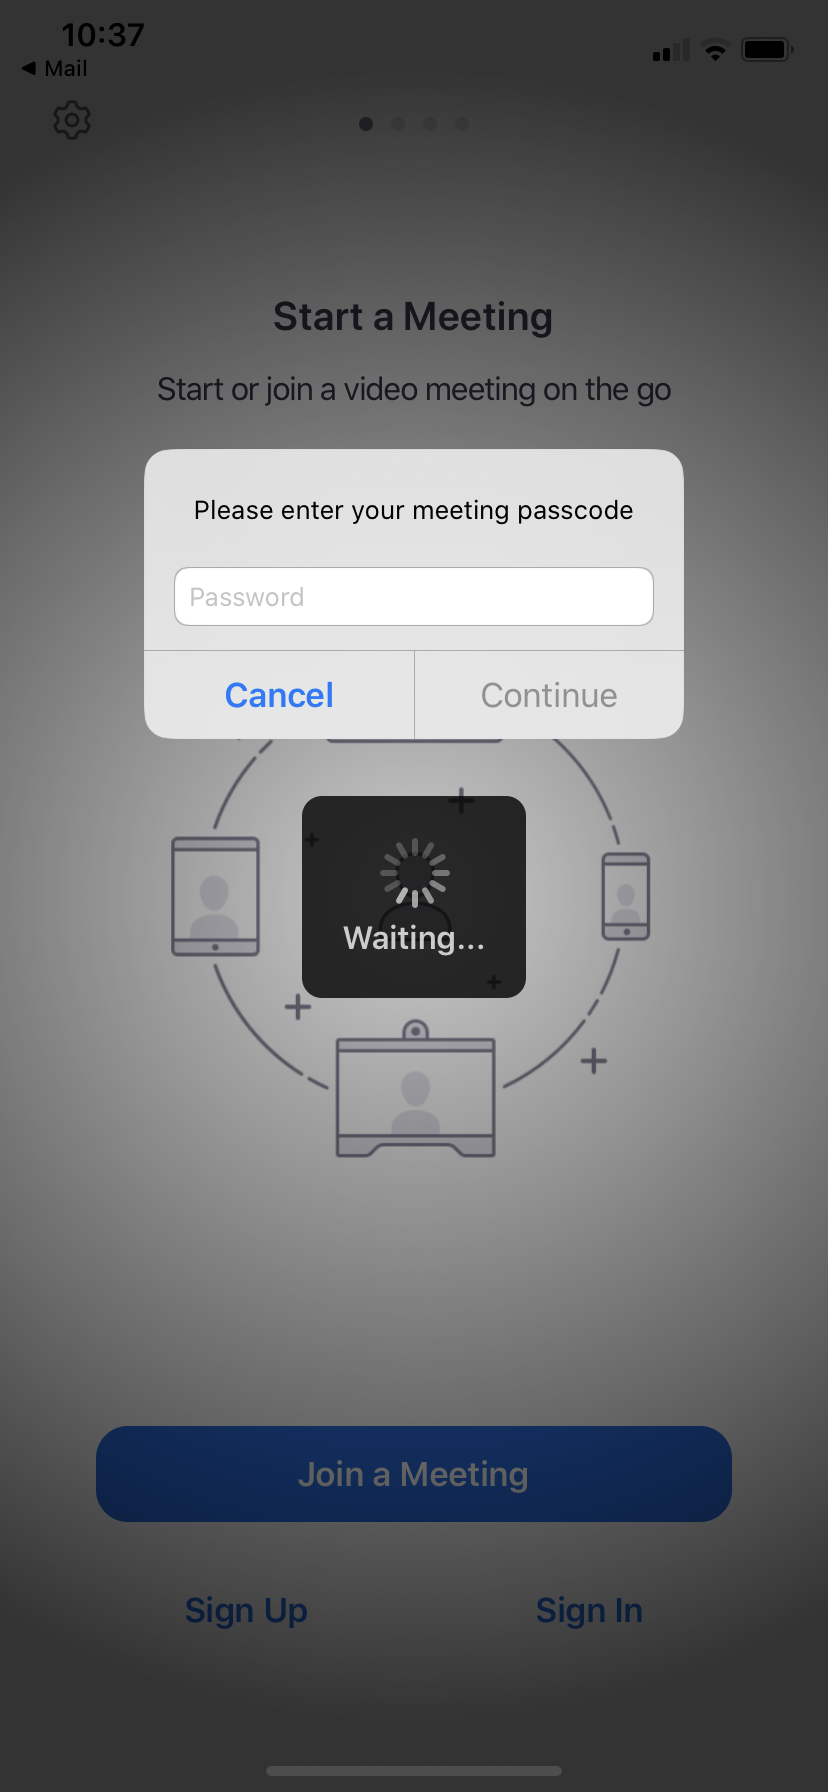 10:37
◀ Mail
Start a Meeting
Start or join a video meeting on the go
Please enter your meeting passcode
Password
Cancel
Continue
Waiting...
Join a Meeting
Sign Up
Sign In